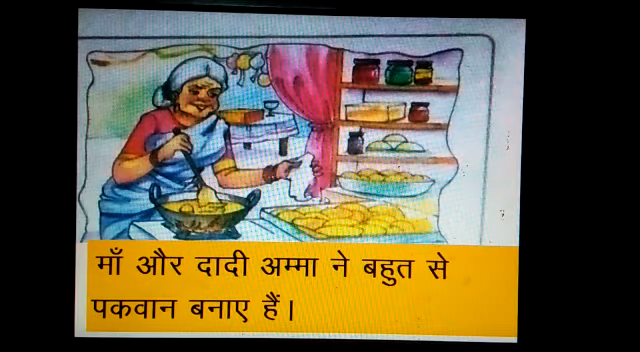 माँ और दादी अम्मा ने बहुत से
पकवान बनाए हैं।